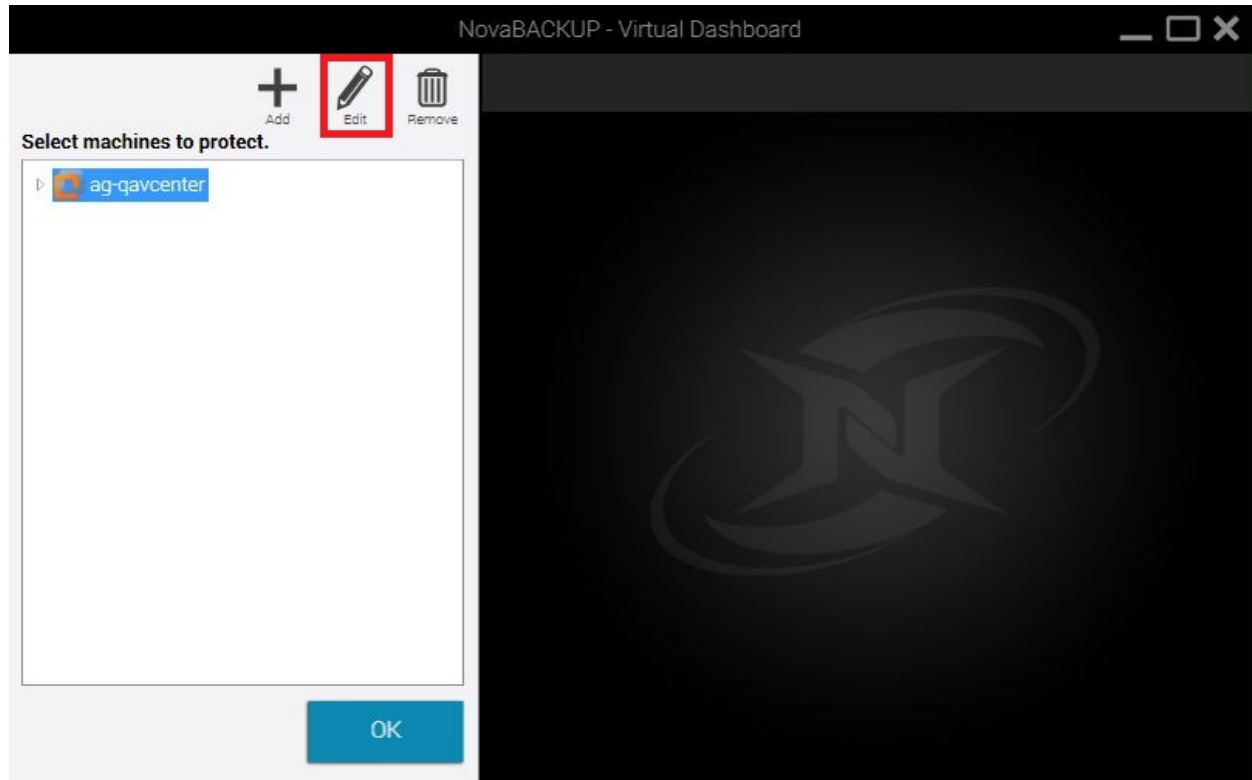 NovaBACKUP - Virtual Dashboard
Add Edit Remove
Select machines to protect.
ag-qavcenter
OK